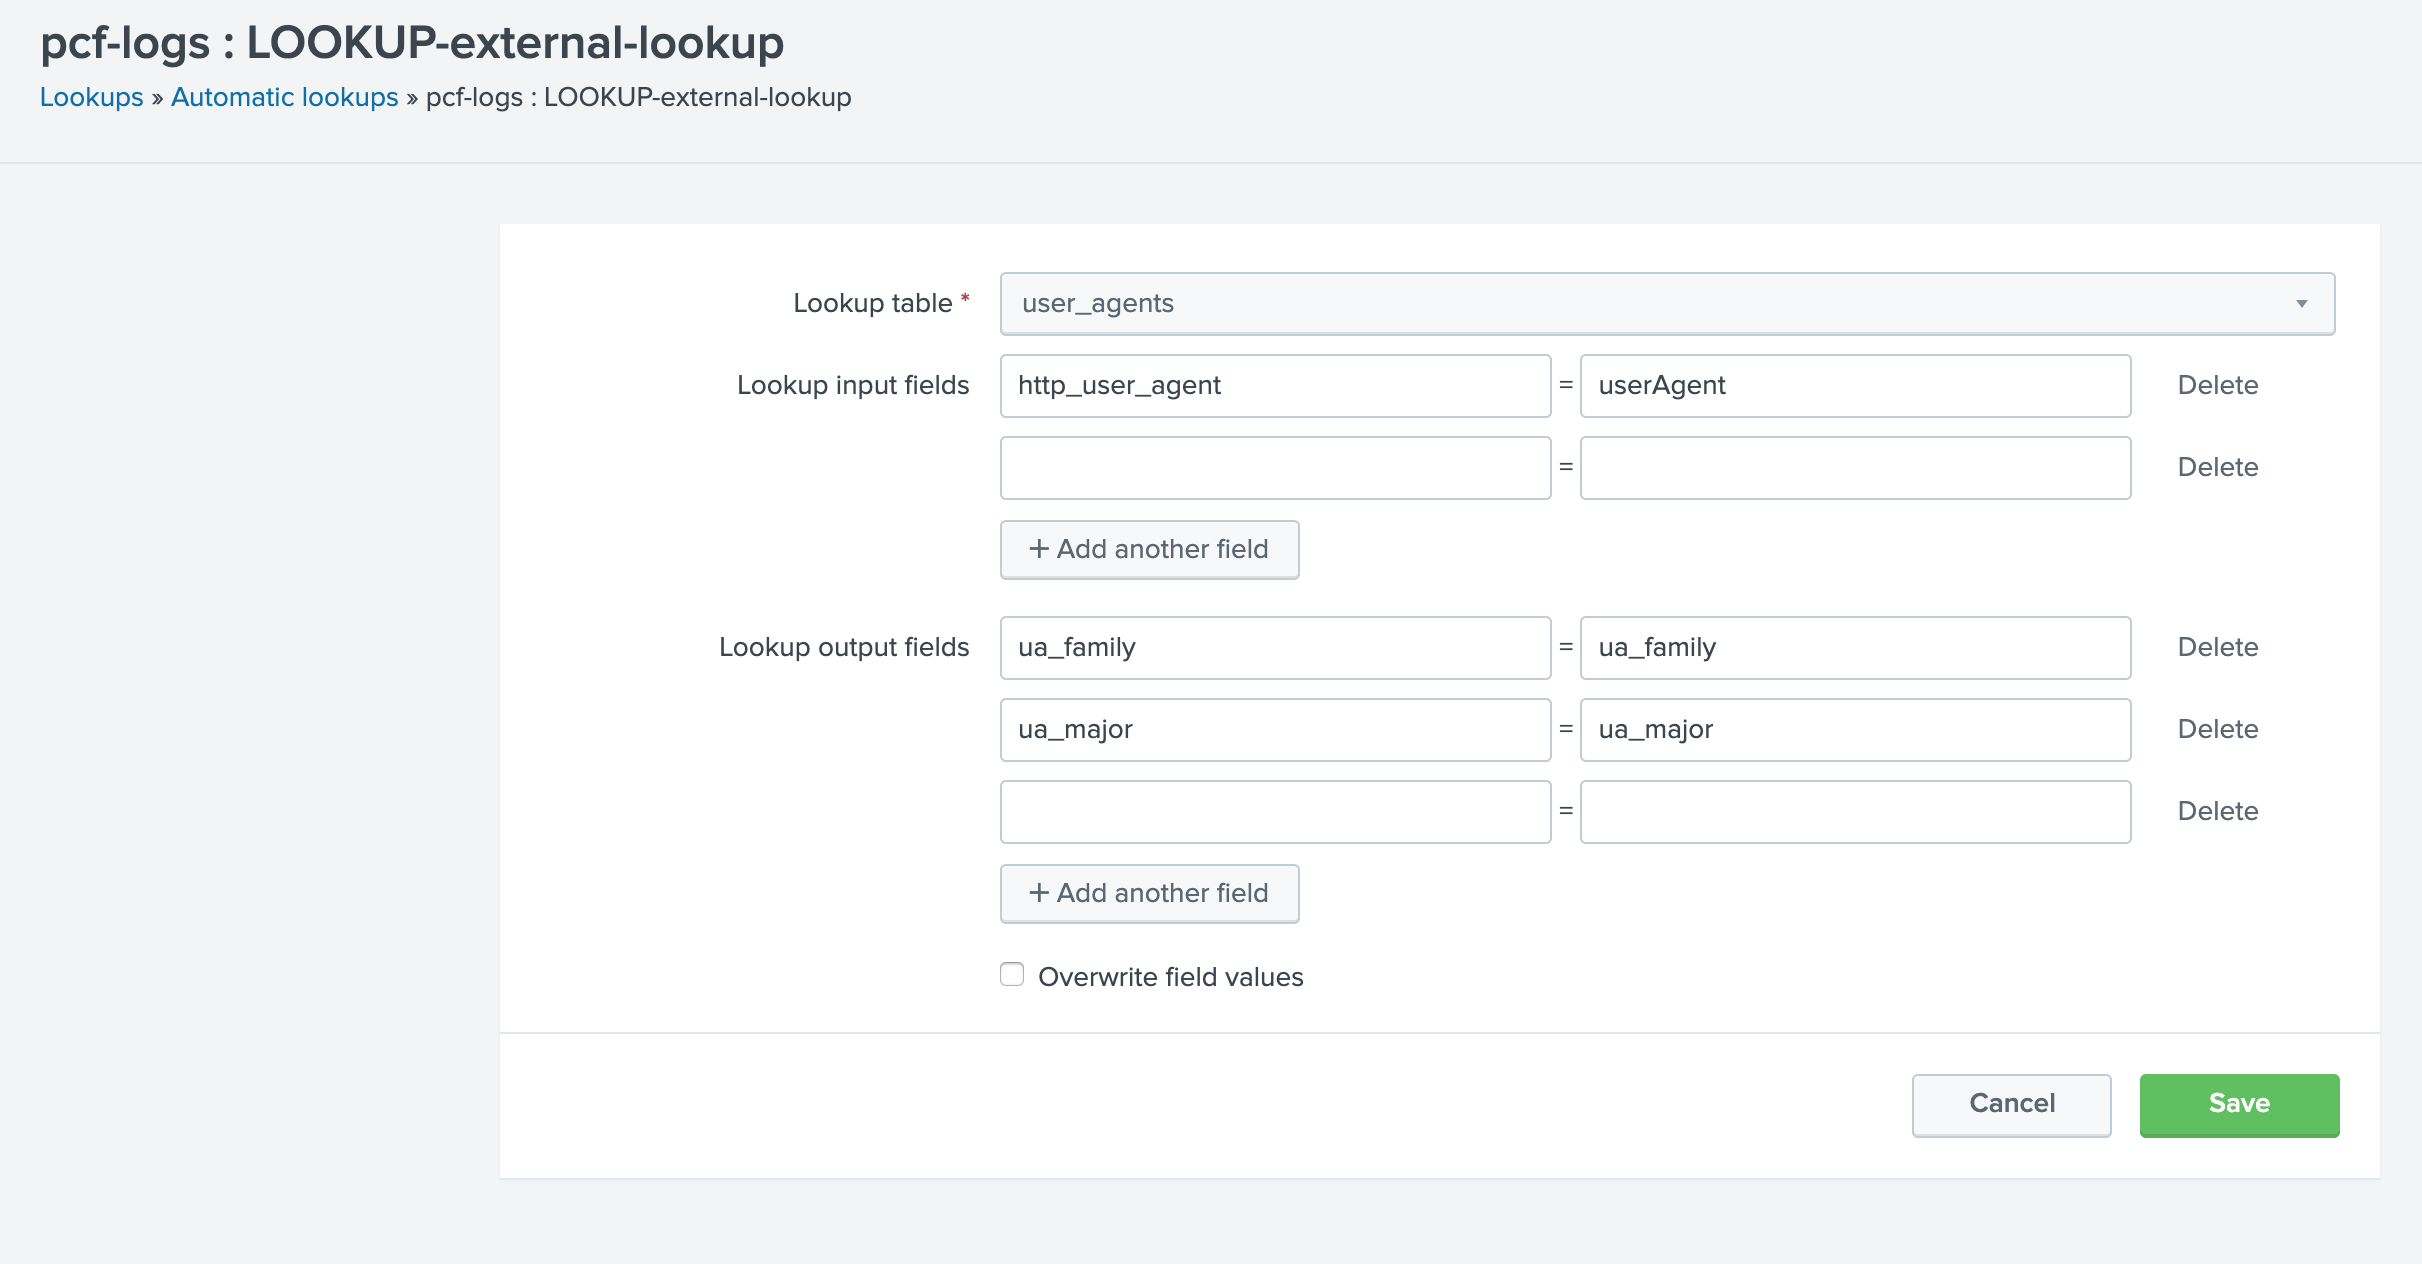 pcf-logs : LOOKUP-external-lookup
Lookups » Automatic lookups » pcf-logs : LOOKUP-external-lookup
Lookup table * user_agents
Lookup input fields http_user_agent = userAgent Delete
= Delete
+ Add another field
Lookup output fields ua_family = ua_family Delete
ua_major = ua_major Delete
= Delete
+ Add another field
Overwrite field values
Cancel Save